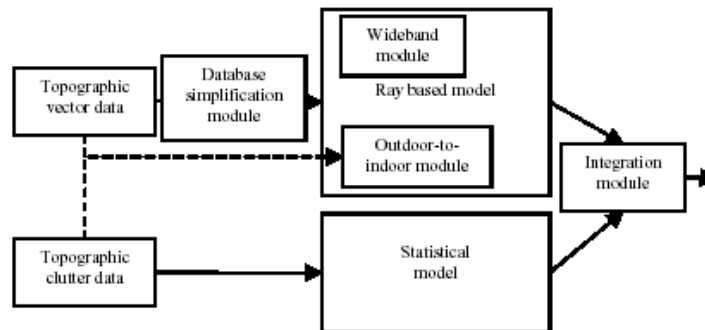 Wideband
module
Ray based model
Topographic
vector data
Database
simplification
module
Outdoor-to-
indoor module
Integration
module
Topographic
clutter data
Statistical
model